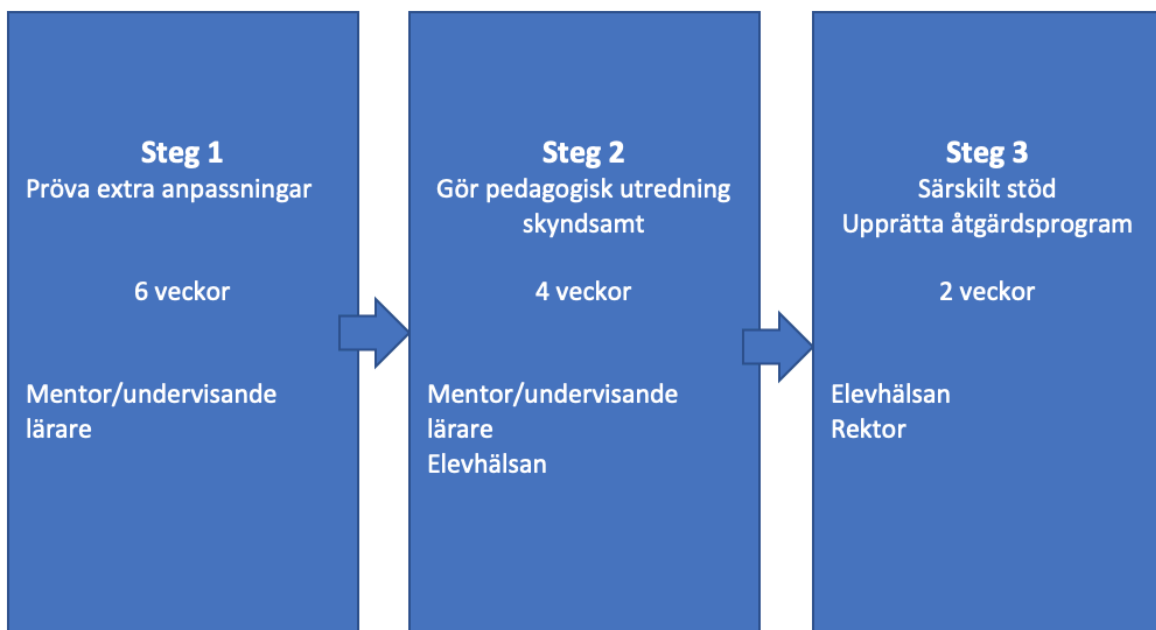 Steg 1
Pröva extra anpassningar
6 veckor
Mentor/undervisande
lärare
Steg 2
Gör pedagogisk utredning
skyndsamt
4 veckor
Mentor/undervisande
lärare
Elevhälsan
Steg 3
Särskilt stöd
Upprätta åtgärdsprogram
2 veckor
Elevhälsan
Rektor